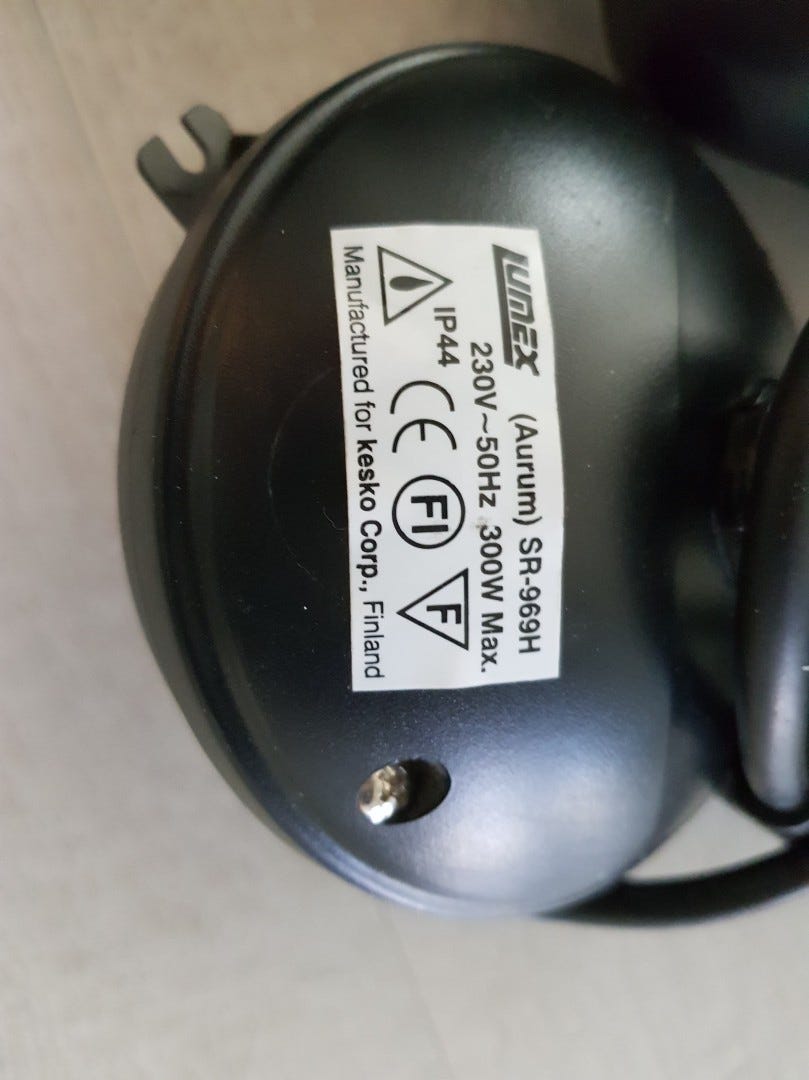 LUMEX (Aurum) SR-969H
230V~50Hz 300W Max.
IP44 CE FI F
Manufactured for kesko Corp., Finland